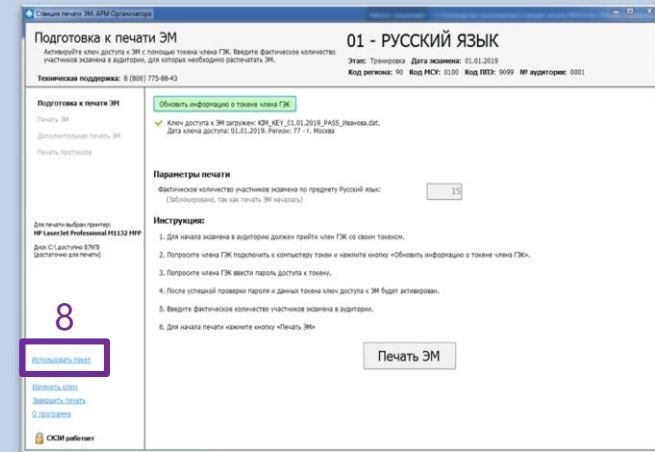 Станция печати ЭМ. АРМ Организатора
Подготовка к печати ЭМ
Активируйте ключ доступа к ЭМ с помощью токена члена ГЭК. Введите фактическое количество
участников экзамена в аудитории, для которых необходимо распечатать ЭМ.
Техническая поддержка: 8 (800) 775-88-43
01 - РУССКИЙ ЯЗЫК
Этап: Тренировка Дата экзамена: 01.01.2019
Код региона: 90 Код МСУ: 0100 Код ППЭ: 9099 № аудитории: 0001
Подготовка к печати ЭМ
Печать ЭМ
Дополнительная печать ЭМ
Печать протокола
Для печати выбран принтер:
HP LaserJet Professional M1132 MFP
Диск C:\ доступно
(достаточно для печати)
8
Использовать пакет
Изменить ключ
Завершить печать
О программе
СКЗИ работает
Обновить информацию о токене члена ГЭК
Ключ доступа к ЭМ загружен: KIM_KEY_01.01.2019_PASS_Иванова.dat.
Дата ключа доступа: 01.01.2019. Регион: 77 - г. Москва
Параметры печати
Фактическое количество участников экзамена по предмету Русский язык:
15
(Заблокировано, так как печать ЭМ началась)
Инструкция:
1. Для начала экзамена в аудиторию должен прийти член ГЭК со своим токеном.
2. Попросите члена ГЭК подключить к компьютеру токен и нажмите кнопку «Обновить информацию о токене члена ГЭК».
3. Попросите члена ГЭК ввести пароль доступа к токену.
4. После успешной проверки пароля и данных токена ключ доступа к ЭМ будет активирован.
5. Введите фактическое количество участников экзамена в аудитории.
6. Для начала печати нажмите кнопку «Печать ЭМ»
Печать ЭМ